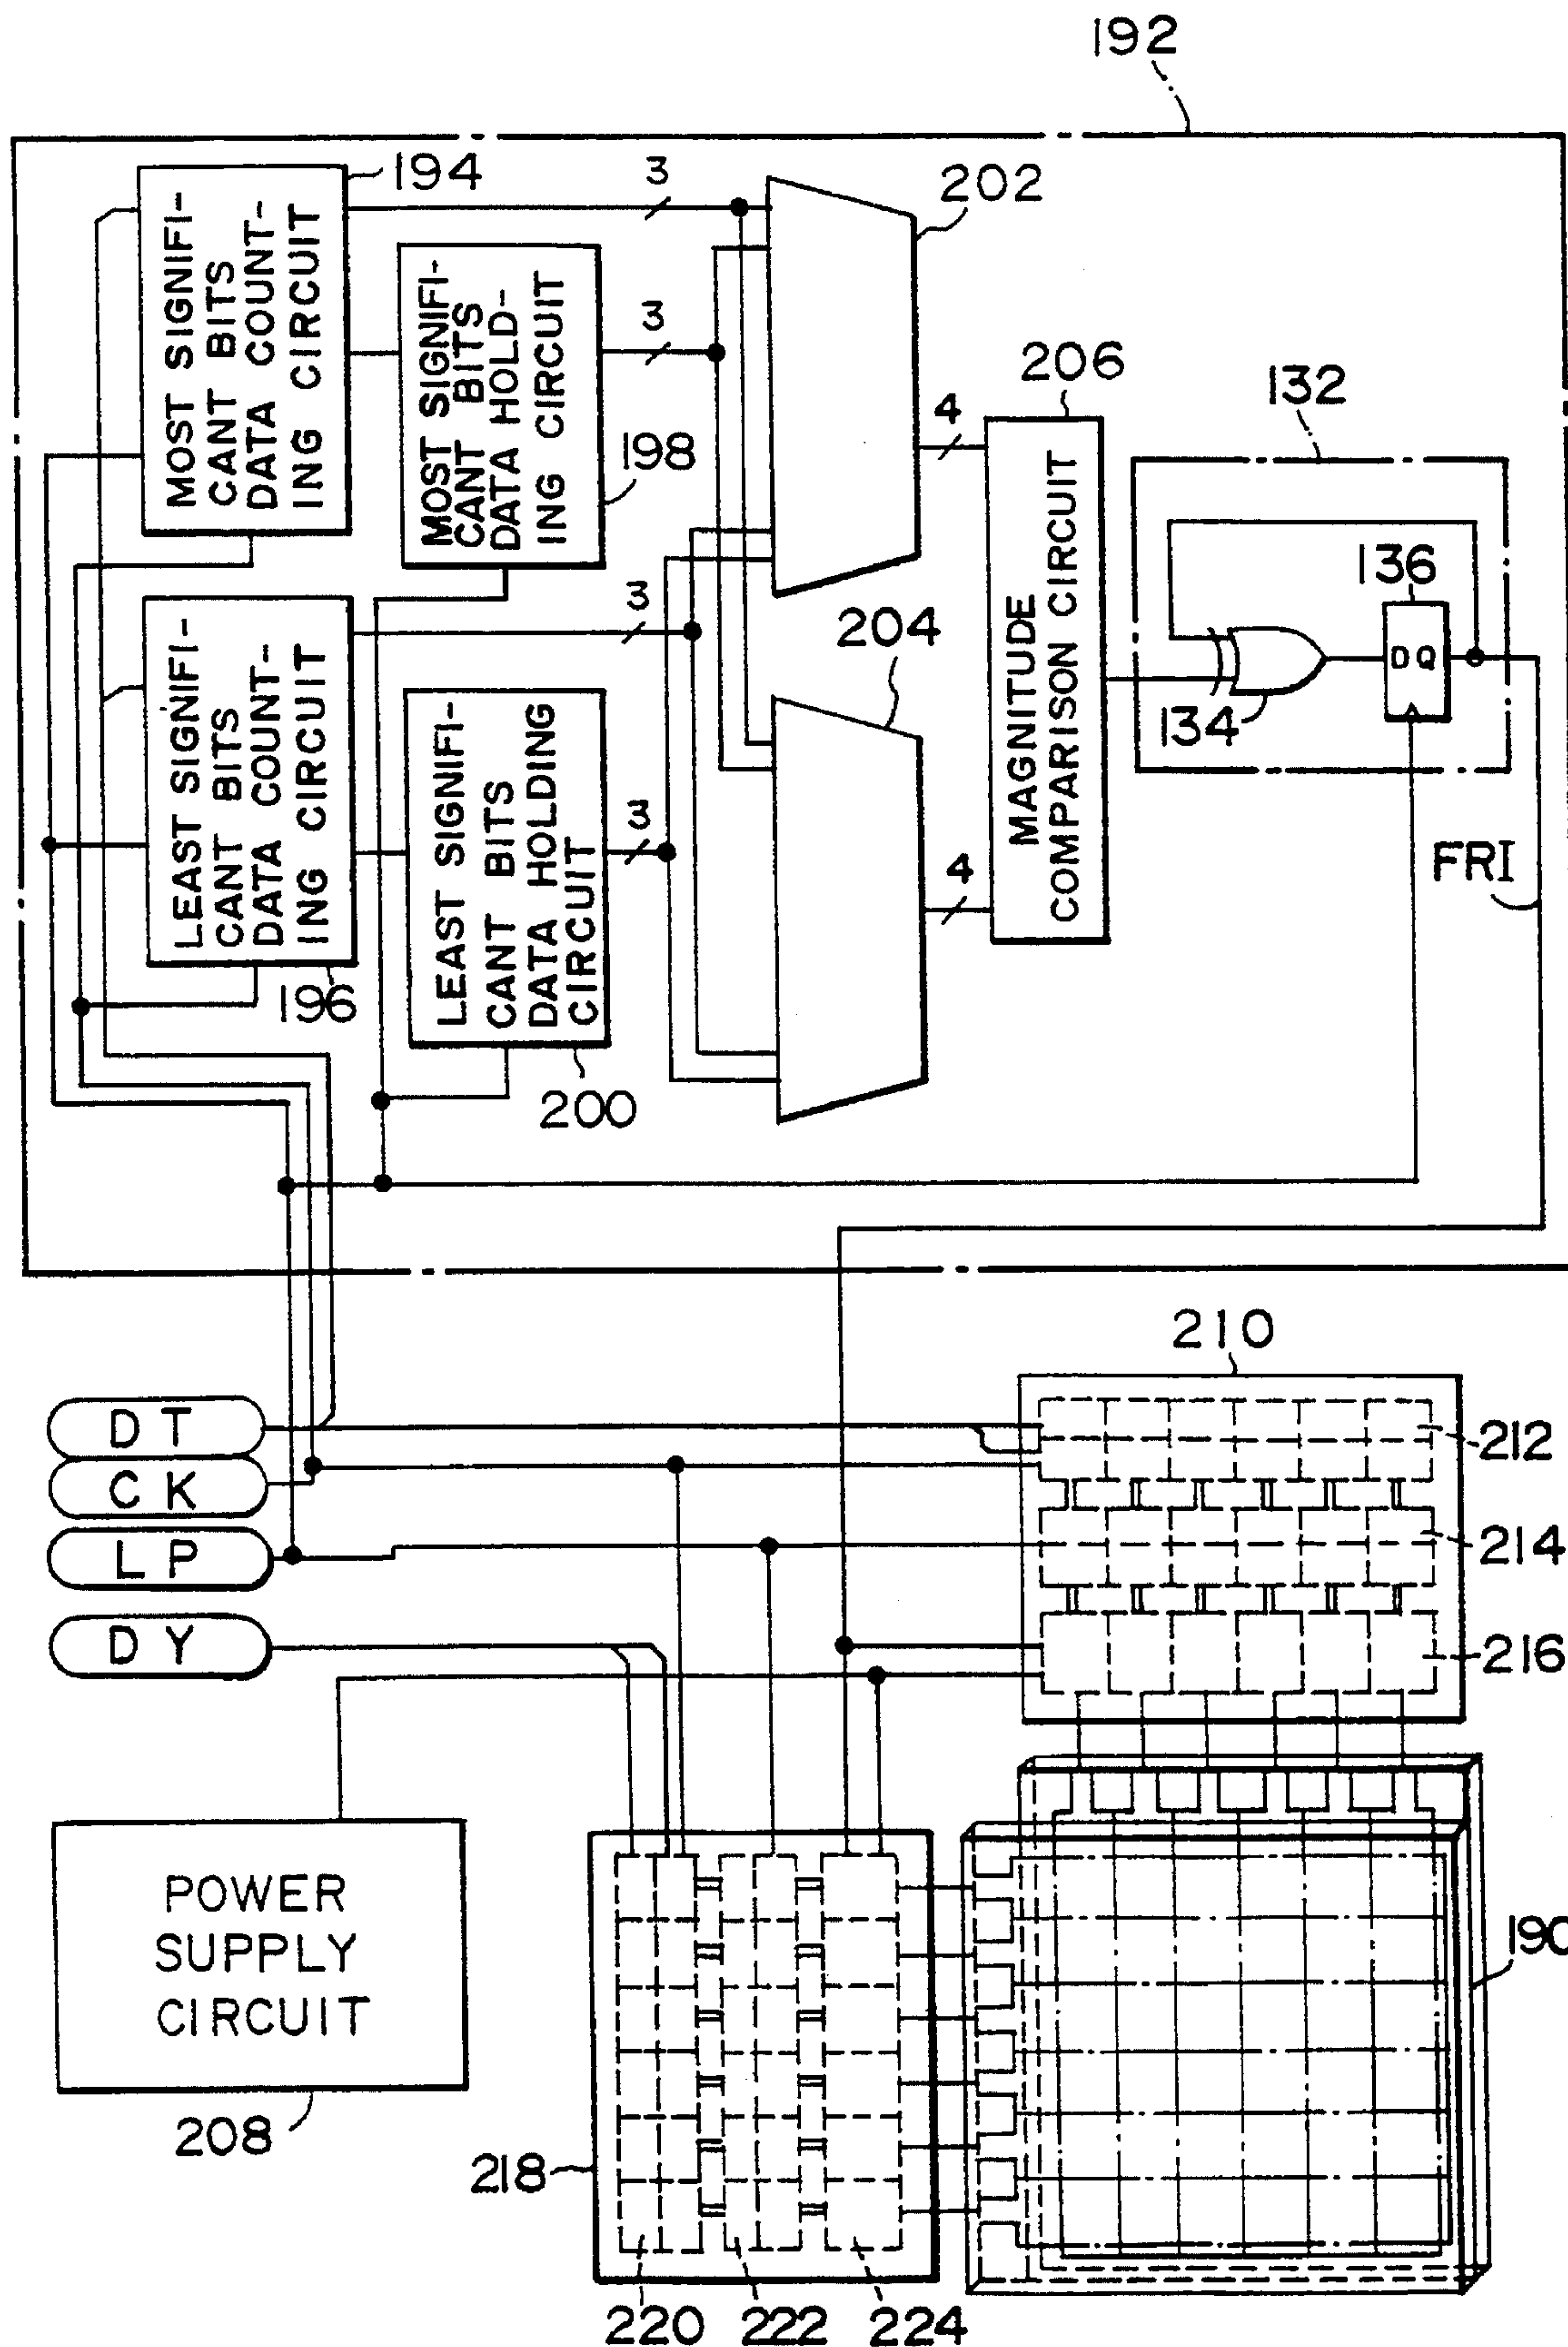 192
194
MOST SIGNIFI-
CANT BITS
DATA COUNT-
ING CIRCUIT
3
202
MOST SIGNIFI-
CANT BITS
DATA HOLD-
ING CIRCUIT
198
3
206
4
MAGNITUDE
COMPARISON CIRCUIT
132
136
D Q
134
FRI
3
LEAST SIGNIFI-
CANT BITS
DATA COUNT-
ING CIRCUIT
196
LEAST SIGNIFI-
CANT BITS
DATA HOLDING
CIRCUIT
200
3
204
4
210
DT
CK
LP
DY
212
214
216
POWER
SUPPLY
CIRCUIT
208
218
190
220
222
224